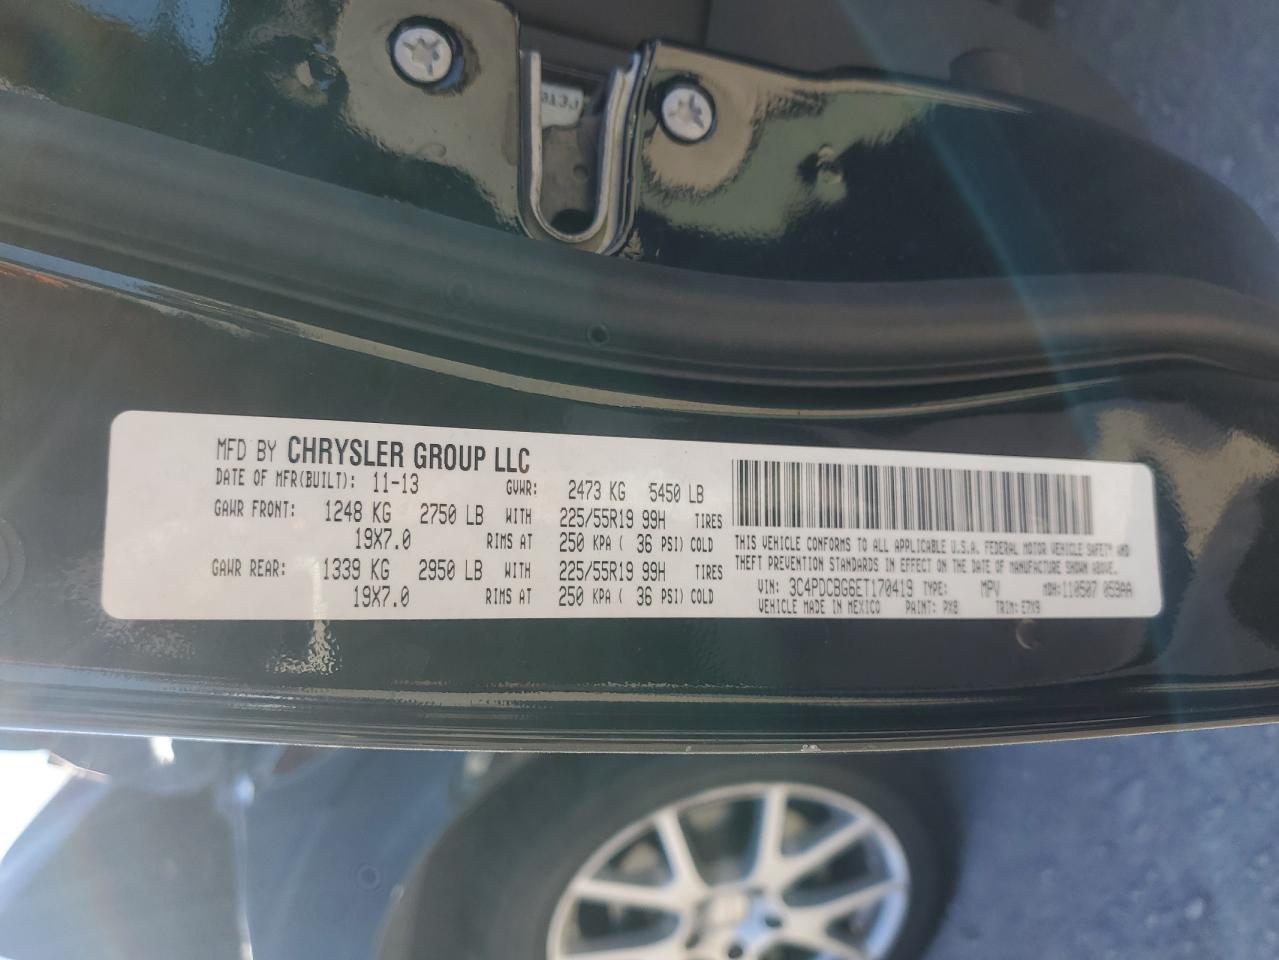 MFD BY CHRYSLER GROUP LLC
DATE OF MFR(BUILT): 11-13 GVWR: 2473 KG 5450 LB
GAWR FRONT: 1248 KG 2750 LB WITH 225/55R19 99H TIRES
19X7.0 RIMS AT 250 KPA ( 36 PSI) COLD
GAWR REAR: 1339 KG 2950 LB WITH 225/55R19 99H TIRES
19X7.0 RIMS AT 250 KPA ( 36 PSI) COLD
THIS VEHICLE CONFORMS TO ALL APPLICABLE U.S.A. FEDERAL MOTOR VEHICLE SAFETY AND
THEFT PREVENTION STANDARDS IN EFFECT ON THE DATE OF MANUFACTURE SHOWN ABOVE.
VIN: 3C4PDCBG6ET170419 TYPE: MPV MDH:110507 059AA
VEHICLE MADE IN MEXICO PAINT: PX8 TRIM:E7X9